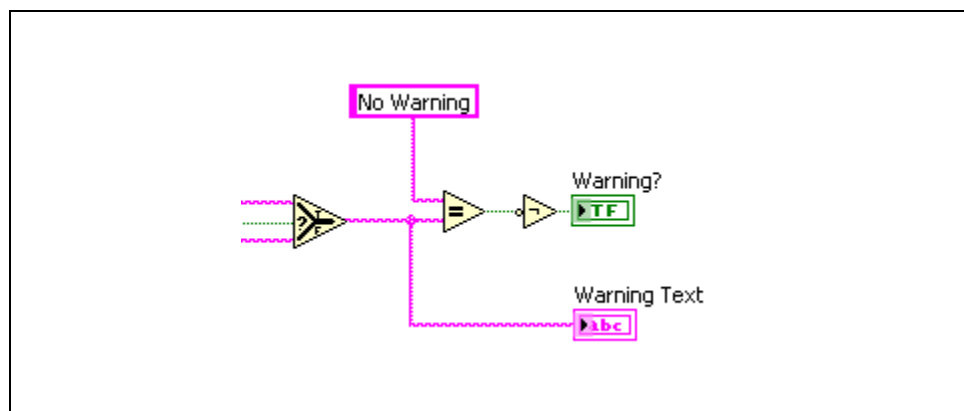 No Warning
T
?
F
=
¬
Warning?
TF
Warning Text
abc